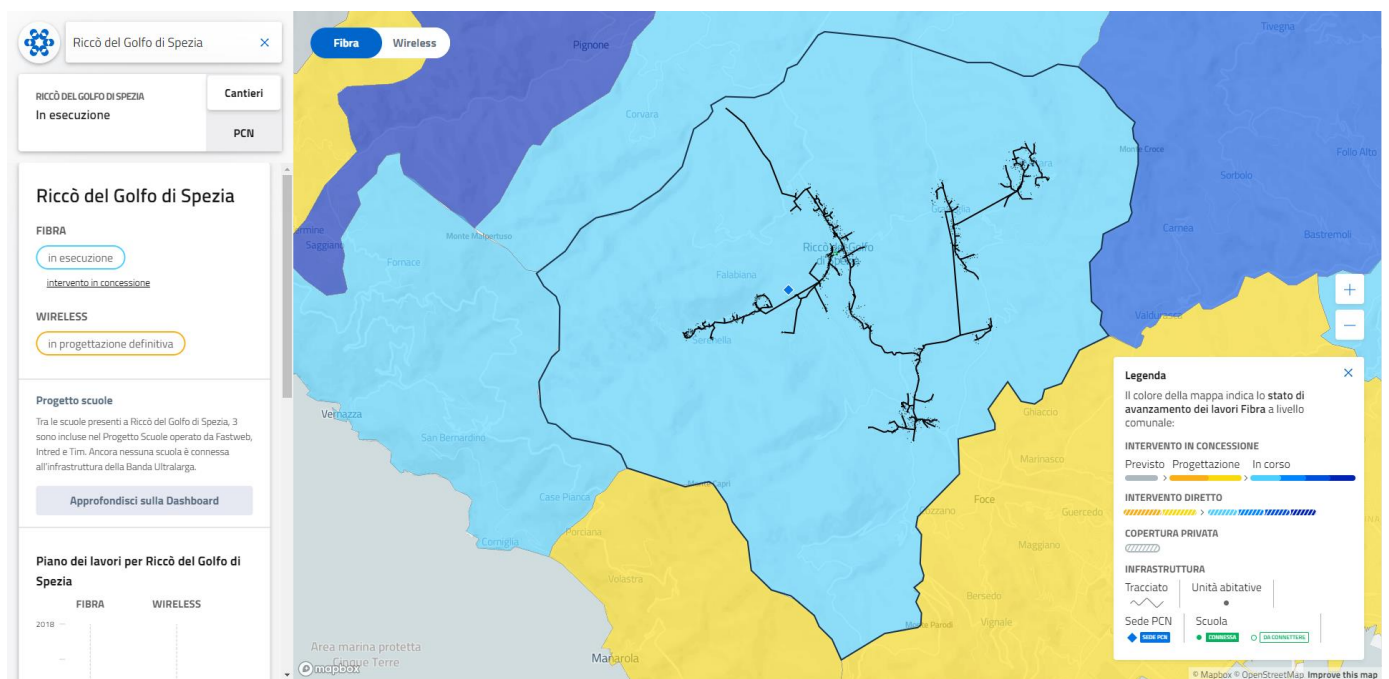 Riccò del Golfo di Spezia
RICCÒ DEL GOLFO DI SPEZIA
In esecuzione
Cantieri
PCN
Riccò del Golfo di Spezia
FIBRA
in esecuzione
intervento in concessione
WIRELESS
in progettazione definitiva
Progetto scuole
Tra le scuole presenti a Riccò del Golfo di Spezia, 3
sono incluse nel Progetto Scuole operato da Fastweb,
Intred e Tim. Ancora nessuna scuola è connessa
all'infrastruttura della Banda Ultralarga.
Approfondisci sulla Dashboard
Piano dei lavori per Riccò del Golfo di
Spezia
FIBRA WIRELESS
2018
Fibra Wireless
Pignone
Tivegna
Corvara
Monte Croce
Follo Alto
Sorbolo
Carnea
Bastremoli
Monte Malpertuso
Fornace
Falabiana
Riccò del Golfo
di Spezia
Serenella
Valdurasca
Vernazza
San Bernardino
Ghiaccio
Marinasco
Case Pianca
Foce
Guercedo
Porciana
Corniglia
Maggiano
Volastra
Bersedo
Monte Parodi
Vignale
Area marina protetta
Cinque Terre
Manarola
mapbox
Legenda
Il colore della mappa indica lo stato di
avanzamento dei lavori Fibra a livello
comunale:
INTERVENTO IN CONCESSIONE
Previsto Progettazione In corso
INTERVENTO DIRETTO
COPERTURA PRIVATA
INFRASTRUTTURA
Tracciato Unità abitative
Sede PCN Scuola
SEDE PCN CONNESSA DA CONNETTERE
© Mapbox © OpenStreetMap Improve this map